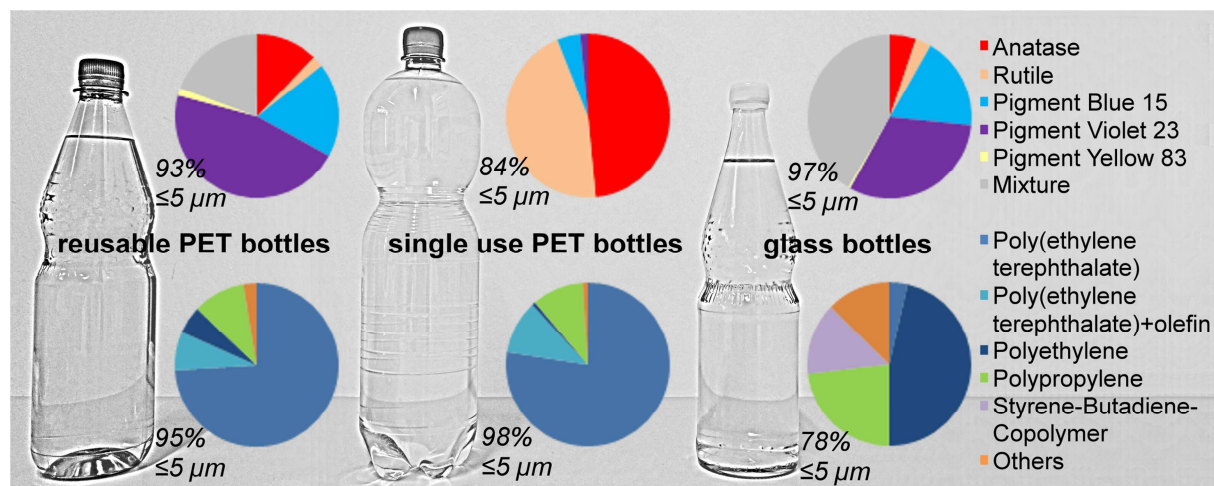 Anatase
Rutile
Pigment Blue 15
Pigment Violet 23
Pigment Yellow 83
Mixture
93%
≤5 µm
84%
≤5 µm
97%
≤5 µm
reusable PET bottles
single use PET bottles
glass bottles
Poly(ethylene
terephthalate)
Poly(ethylene
terephthalate)+olefin
Polyethylene
Polypropylene
Styrene-Butadiene-
Copolymer
Others
95%
≤5 µm
98%
≤5 µm
78%
≤5 µm